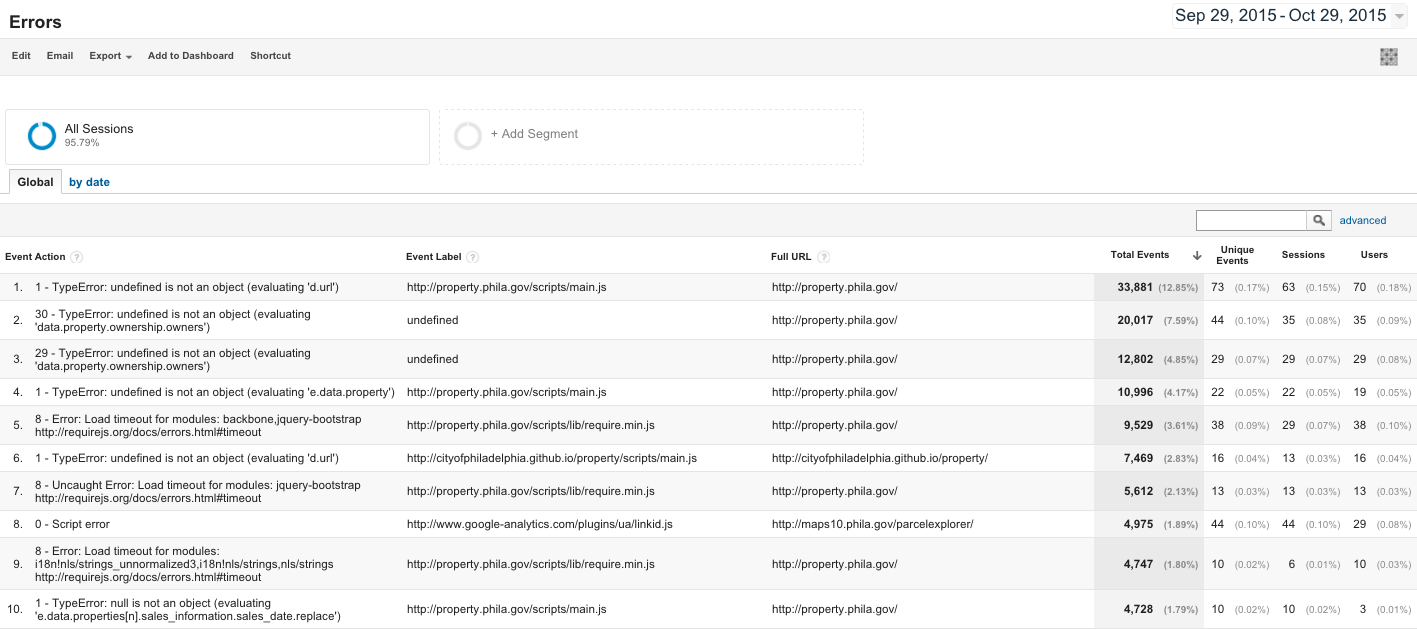 Errors
Sep 29, 2015 - Oct 29, 2015
Edit Email Export Add to Dashboard Shortcut
All Sessions
95.79%
+ Add Segment
Global by date
advanced
Event Action ? Event Label ? Full URL ? Total Events Unique Events Sessions Users
1. 1 - TypeError: undefined is not an object (evaluating 'd.url') http://property.phila.gov/scripts/main.js http://property.phila.gov/ 33,881 (12.85%) 73 (0.17%) 63 (0.15%) 70 (0.18%)
2. 30 - TypeError: undefined is not an object (evaluating
'data.property.ownership.owners') undefined http://property.phila.gov/ 20,017 (7.59%) 44 (0.10%) 35 (0.08%) 35 (0.09%)
3. 29 - TypeError: undefined is not an object (evaluating
'data.property.ownership.owners') undefined http://property.phila.gov/ 12,802 (4.85%) 29 (0.07%) 29 (0.07%) 29 (0.08%)
4. 1 - TypeError: undefined is not an object (evaluating 'e.data.property') http://property.phila.gov/scripts/main.js http://property.phila.gov/ 10,996 (4.17%) 22 (0.05%) 22 (0.05%) 19 (0.05%)
5. 8 - Error: Load timeout for modules: backbone,jquery-bootstrap
http://requirejs.org/docs/errors.html#timeout http://property.phila.gov/scripts/lib/require.min.js http://property.phila.gov/ 9,529 (3.61%) 38 (0.09%) 29 (0.07%) 38 (0.10%)
6. 1 - TypeError: undefined is not an object (evaluating 'd.url') http://cityofphiladelphia.github.io/property/scripts/main.js http://cityofphiladelphia.github.io/property/ 7,469 (2.83%) 16 (0.04%) 13 (0.03%) 16 (0.04%)
7. 8 - Uncaught Error: Load timeout for modules: jquery-bootstrap
http://requirejs.org/docs/errors.html#timeout http://property.phila.gov/scripts/lib/require.min.js http://property.phila.gov/ 5,612 (2.13%) 13 (0.03%) 13 (0.03%) 13 (0.03%)
8. 0 - Script error http://www.google-analytics.com/plugins/ua/linkid.js http://maps10.phila.gov/parcelexplorer/ 4,975 (1.89%) 44 (0.10%) 44 (0.10%) 29 (0.08%)
9. 8 - Error: Load timeout for modules:
i18n!nls/strings_unnormalized3,i18n!nls/strings,nls/strings
http://requirejs.org/docs/errors.html#timeout http://property.phila.gov/scripts/lib/require.min.js http://property.phila.gov/ 4,747 (1.80%) 10 (0.02%) 6 (0.01%) 10 (0.03%)
10. 1 - TypeError: null is not an object (evaluating
'e.data.properties[n].sales_information.sales_date.replace') http://property.phila.gov/scripts/main.js http://property.phila.gov/ 4,728 (1.79%) 10 (0.02%) 10 (0.02%) 3 (0.01%)